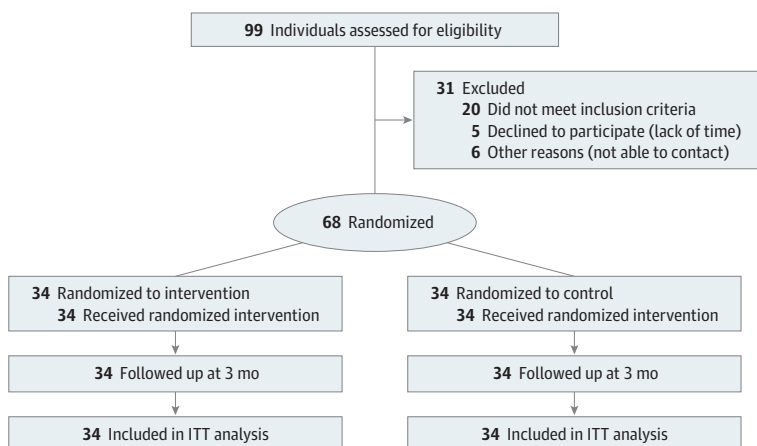 99 Individuals assessed for eligibility
31 Excluded
20 Did not meet inclusion criteria
5 Declined to participate (lack of time)
6 Other reasons (not able to contact)
68 Randomized
34 Randomized to intervention
34 Received randomized intervention
34 Randomized to control
34 Received randomized intervention
34 Followed up at 3 mo
34 Followed up at 3 mo
34 Included in ITT analysis
34 Included in ITT analysis